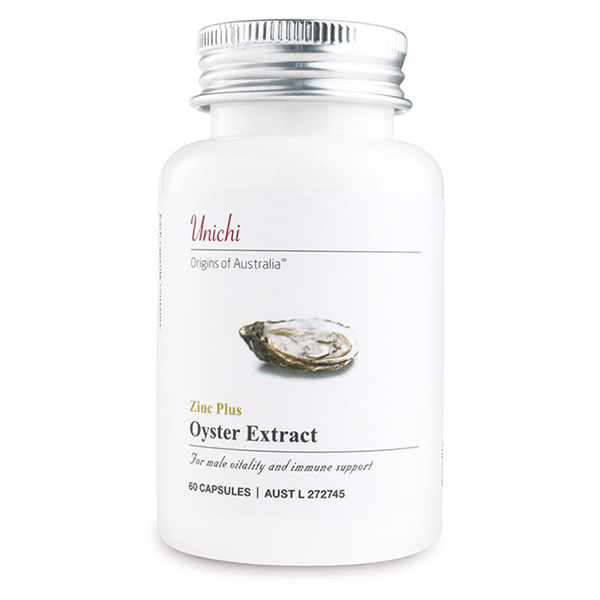 Unichi
Origins of Australia™
Zinc Plus
Oyster Extract
For male vitality and immune support
60 CAPSULES | AUST L 272745